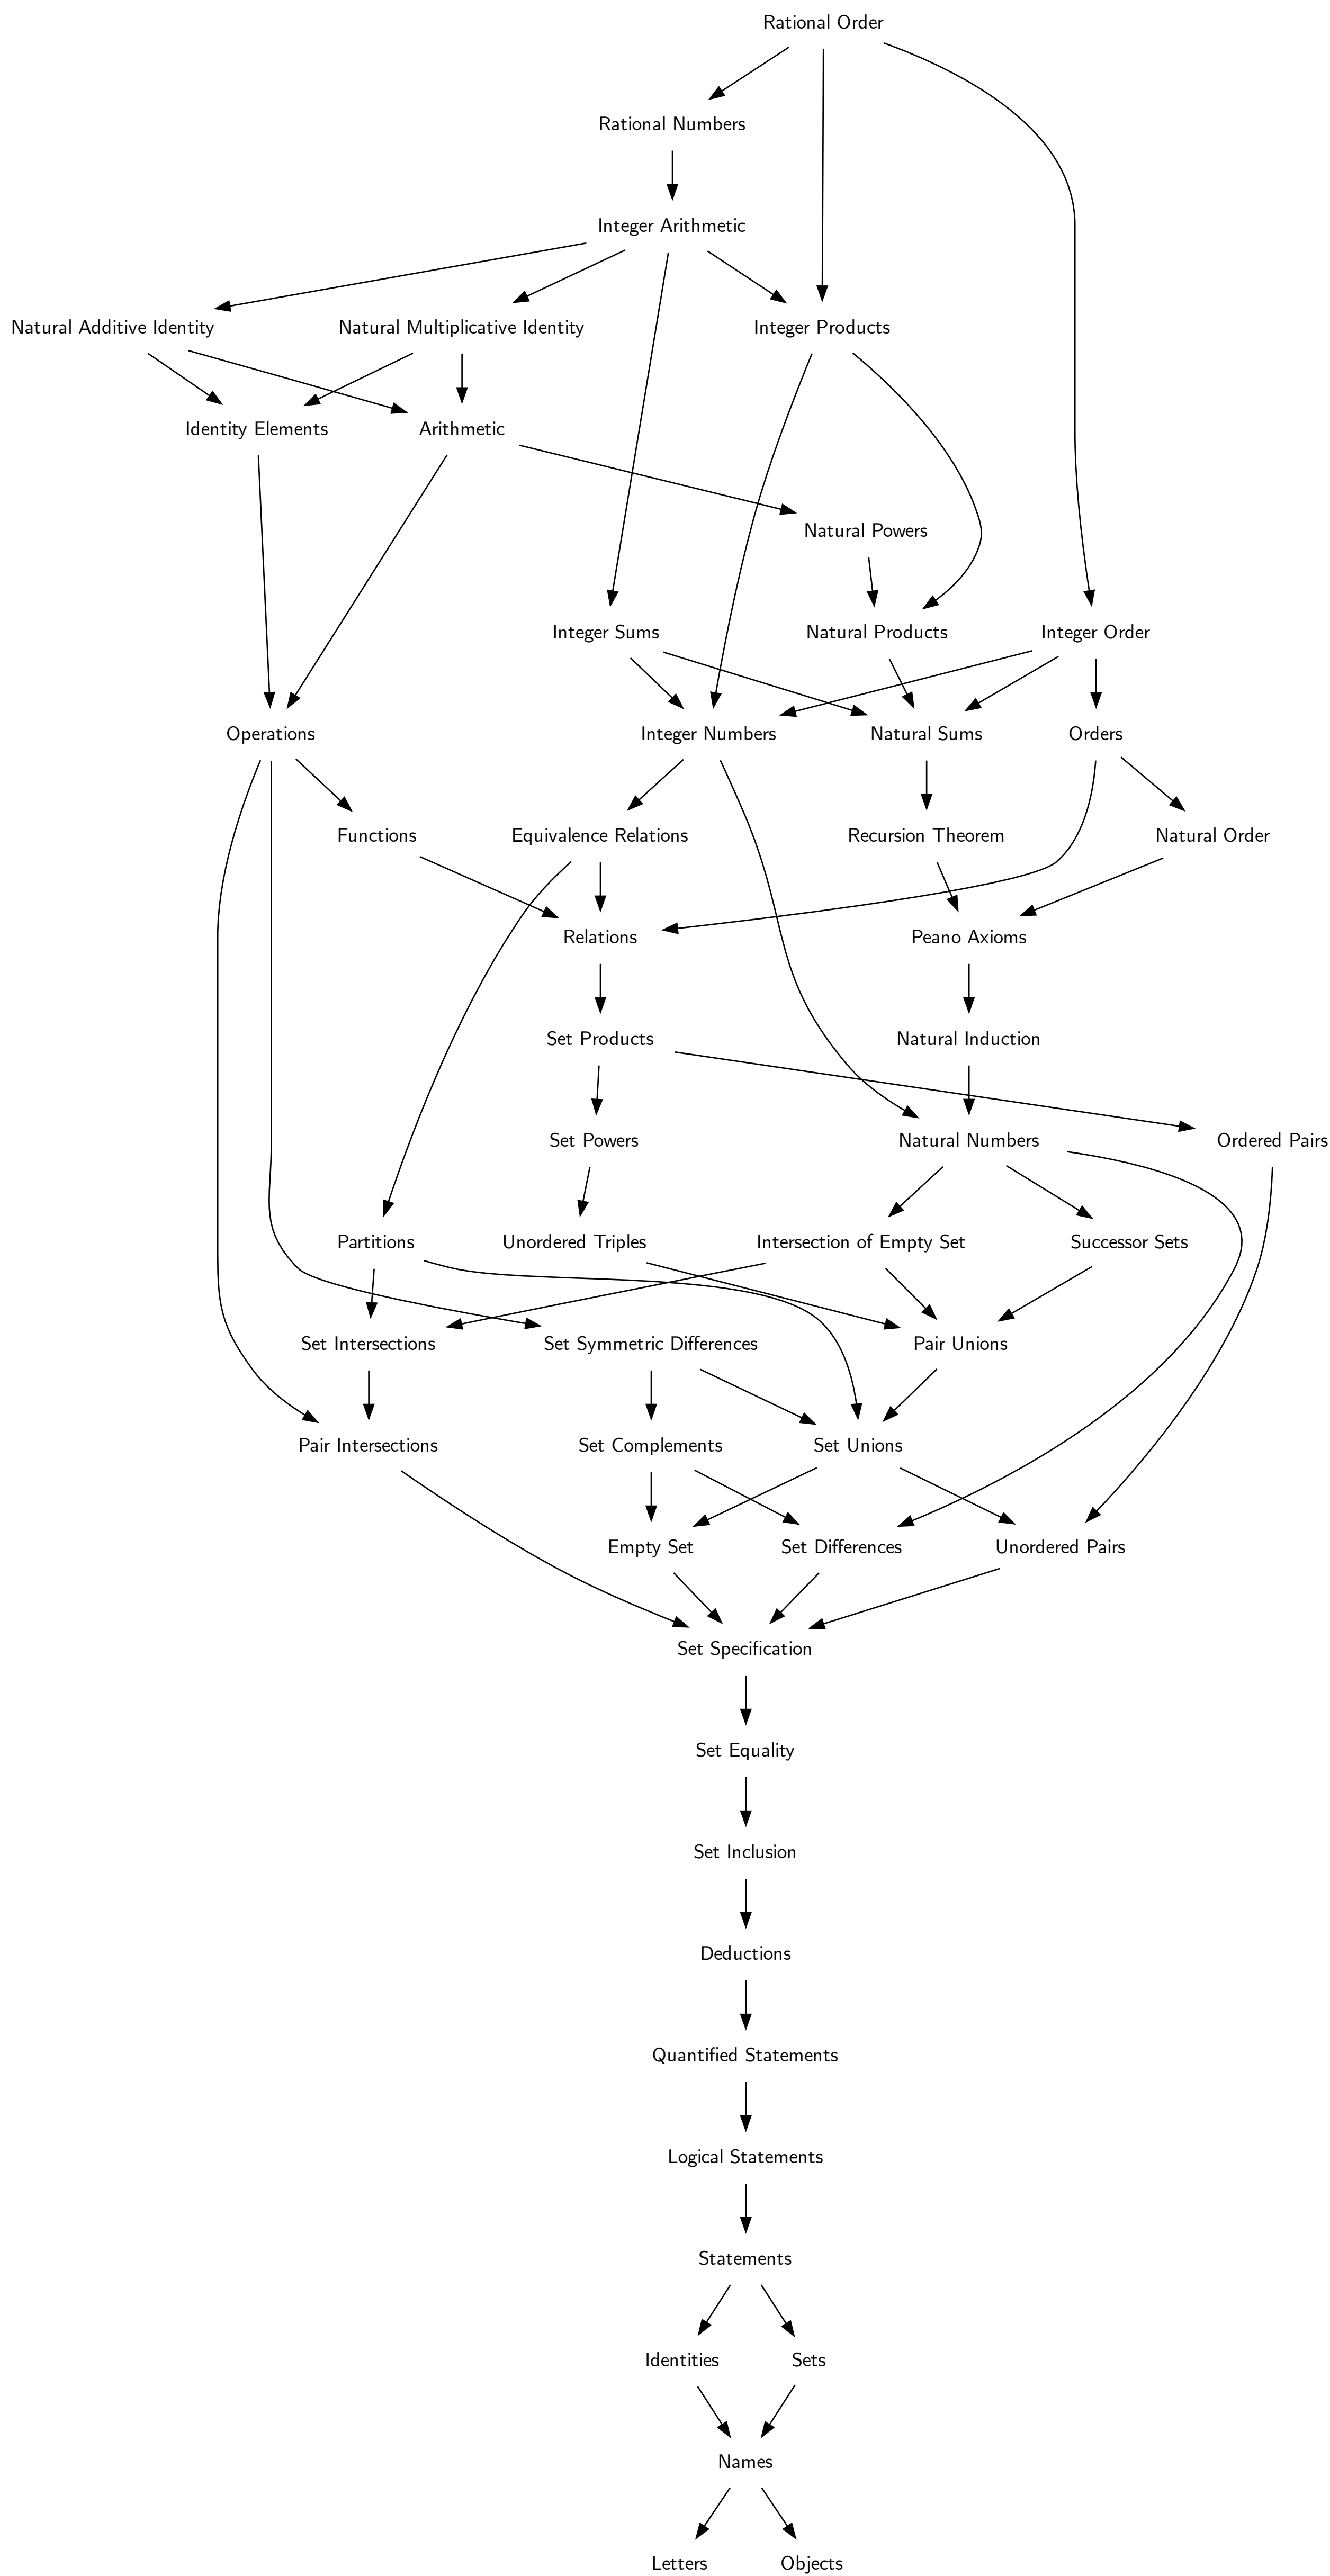 Rational Order
Rational Numbers
Integer Arithmetic
Natural Additive Identity
Natural Multiplicative Identity
Integer Products
Identity Elements
Arithmetic
Natural Powers
Integer Sums
Natural Products
Integer Order
Operations
Integer Numbers
Natural Sums
Orders
Functions
Equivalence Relations
Recursion Theorem
Natural Order
Relations
Peano Axioms
Set Products
Natural Induction
Set Powers
Natural Numbers
Ordered Pairs
Partitions
Unordered Triples
Intersection of Empty Set
Successor Sets
Set Intersections
Set Symmetric Differences
Pair Unions
Pair Intersections
Set Complements
Set Unions
Empty Set
Set Differences
Unordered Pairs
Set Specification
Set Equality
Set Inclusion
Deductions
Quantified Statements
Logical Statements
Statements
Identities
Sets
Names
Letters
Objects